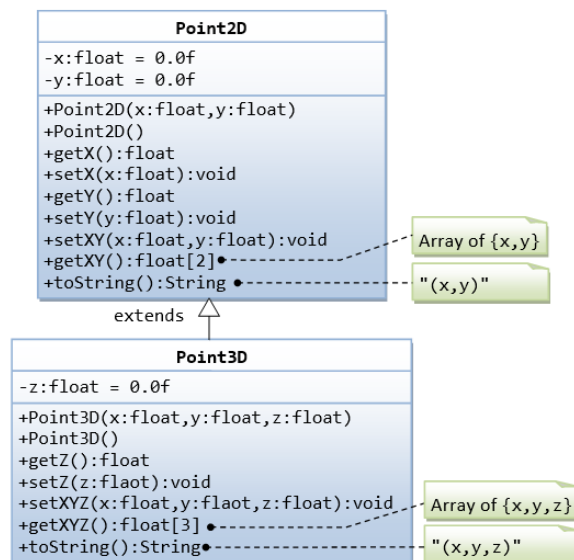 Point2D
-x:float = 0.0f
-y:float = 0.0f
+Point2D(x:float,y:float)
+Point2D()
+getX():float
+setX(x:float):void
+getY():float
+setY(y:float):void
+setXY(x:float,y:float):void
+getXY():float[2]
Array of {x,y}
+toString():String
"(x,y)"
extends
Point3D
-z:float = 0.0f
+Point3D(x:float,y:float,z:float)
+Point3D()
+getZ():float
+setZ(z:flaot):void
+setXYZ(x:float,y:flaot,z:float):void
+getXYZ():float[3]
Array of {x,y,z}
+toString():String
"(x,y,z)"